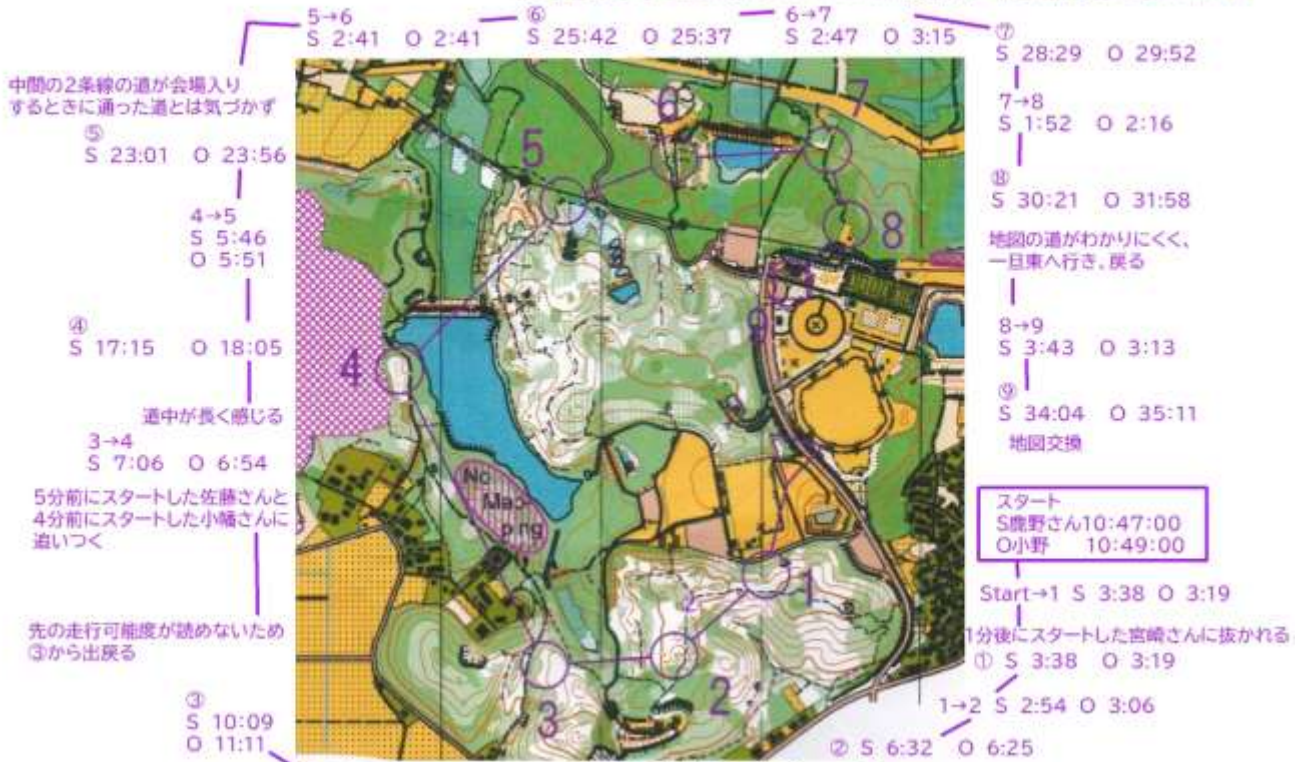 5→6
S 2:41 O 2:41
⑥
S 25:42 O 25:37
6→7
S 2:47 O 3:15
⑦
S 28:29 O 29:52
7→8
S 1:52 O 2:16
⑧
S 30:21 O 31:58
地図の道がわかりにくく、
一旦東へ行き、戻る
8→9
S 3:43 O 3:13
⑨
S 34:04 O 35:11
地図交換
スタート
S鹿野さん10:47:00
O小野 10:49:00
Start→1 S 3:38 O 3:19
1分後にスタートした宮崎さんに抜かれる
① S 3:38 O 3:19
1→2 S 2:54 O 3:06
② S 6:32 O 6:25
③
S 10:09
O 11:11
先の走行可能度が読めないため
③から出戻る
5分前にスタートした佐藤さんと
4分前にスタートした小幡さんに
追いつく
3→4
S 7:06 O 6:54
道中が長く感じる
④
S 17:15 O 18:05
4→5
S 5:46
O 5:51
⑤
S 23:01 O 23:56
中間の2条線の道が会場入り
するときに通った道とは気づかず
5
6
7
8
9
4
No
Map
ping
1
2
3